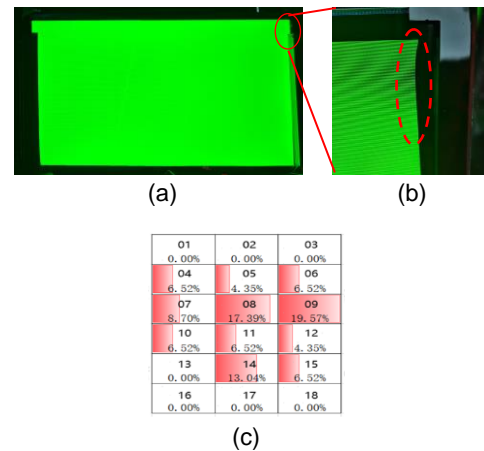 (a)
(b)
01 02 03
0.00% 0.00% 0.00%
04 05 06
6.52% 4.35% 6.52%
07 08 09
8.70% 17.39% 19.57%
10 11 12
6.52% 6.52% 4.35%
13 14 15
0.00% 13.04% 6.52%
16 17 18
0.00% 0.00% 0.00%
(c)